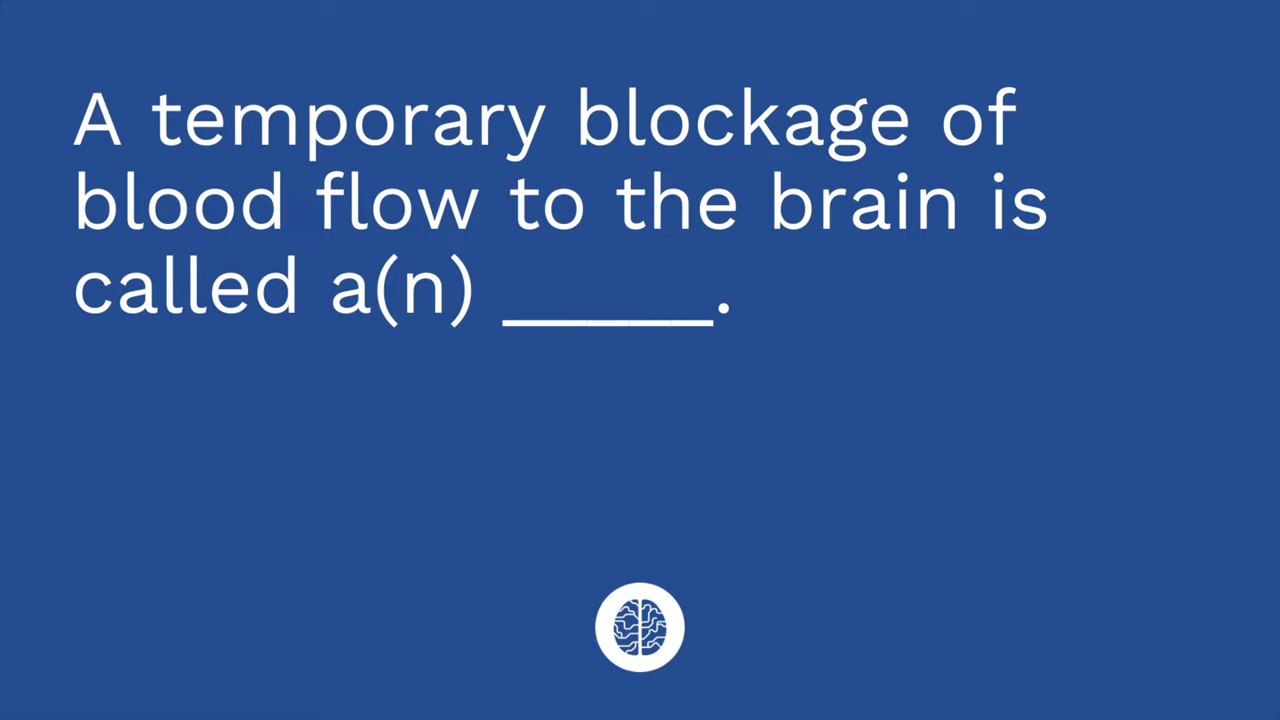 A temporary blockage of
blood flow to the brain is
called a(n) _____.